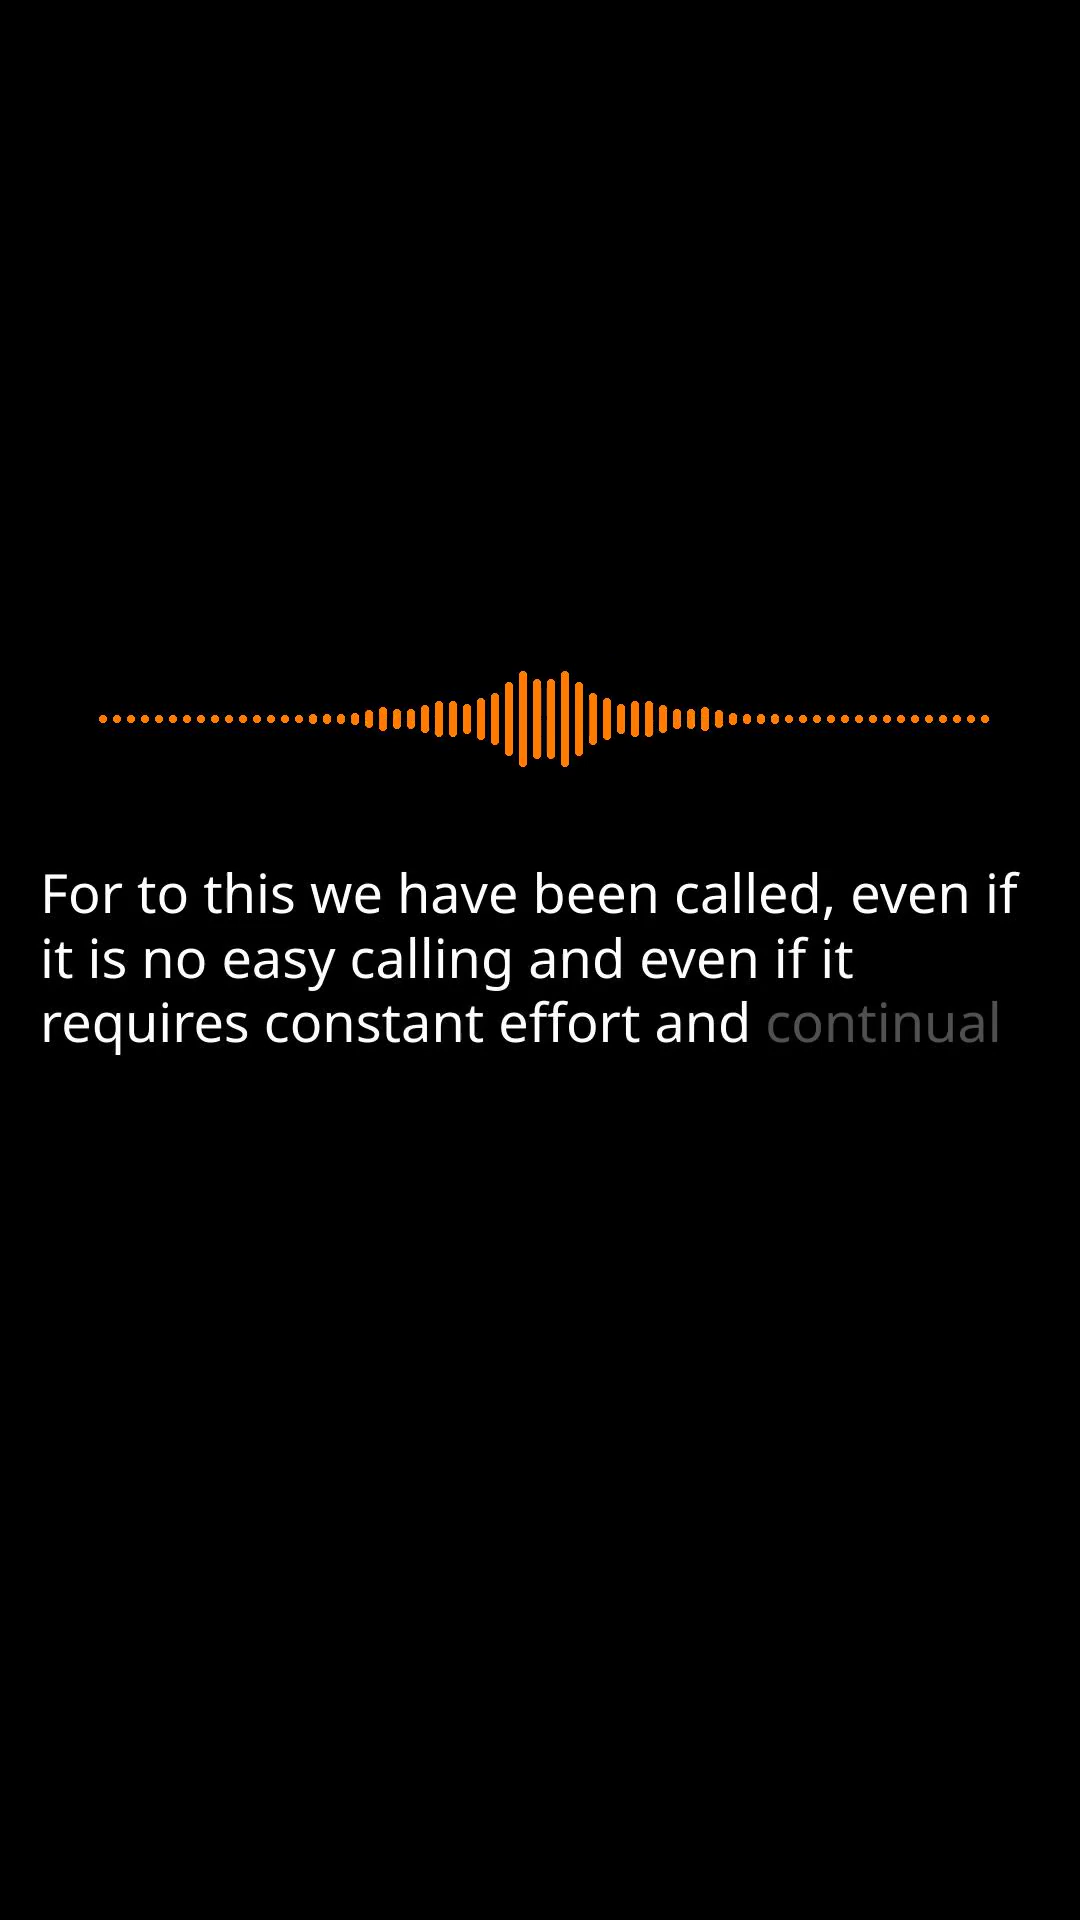 For to this we have been called, even if
it is no easy calling and even if it
requires constant effort and continual